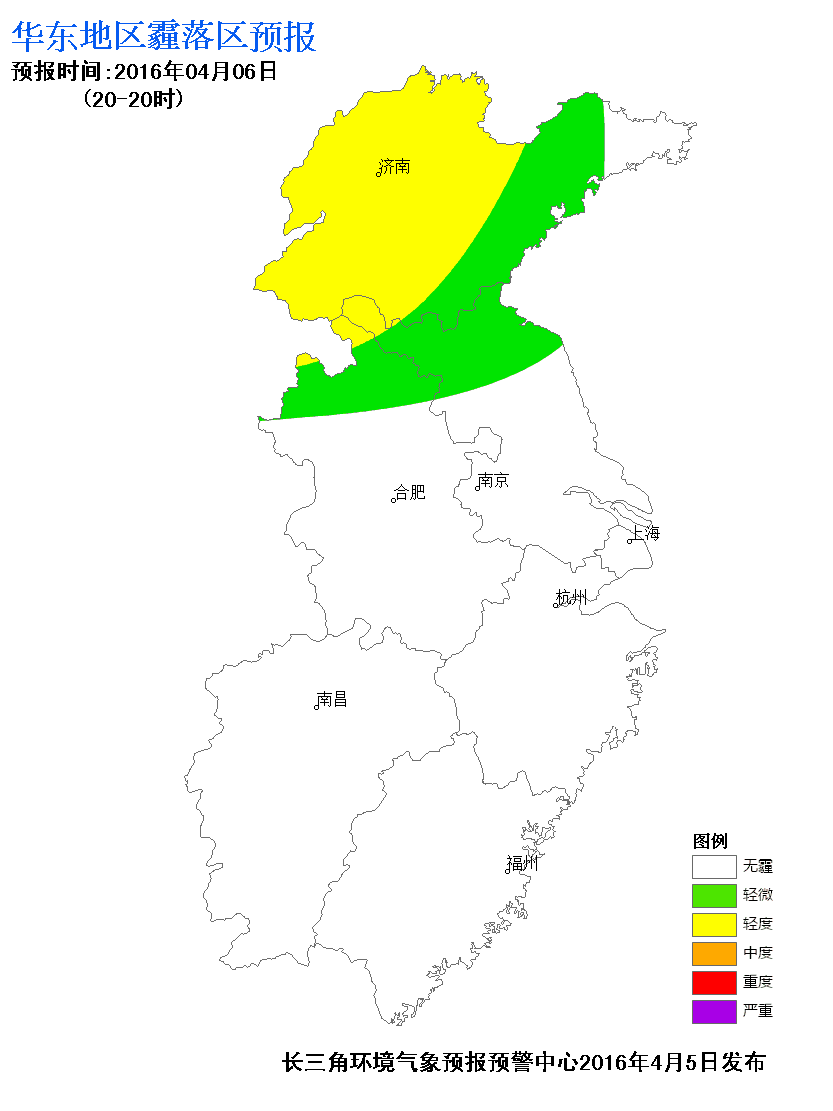 华东地区霾落区预报
预报时间:2016年04月06日
(20-20时)
济南
合肥
南京
上海
杭州
南昌
福州
图例
无霾
轻微
轻度
中度
重度
严重
长三角环境气象预报预警中心2016年4月5日发布